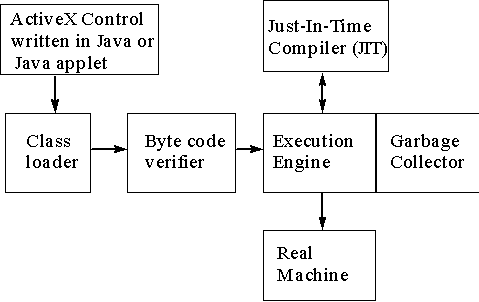 ActiveX Control
written in Java or
Java applet
Just-In-Time
Compiler (JIT)
Class
loader
Byte code
verifier
Execution
Engine
Garbage
Collector
Real
Machine